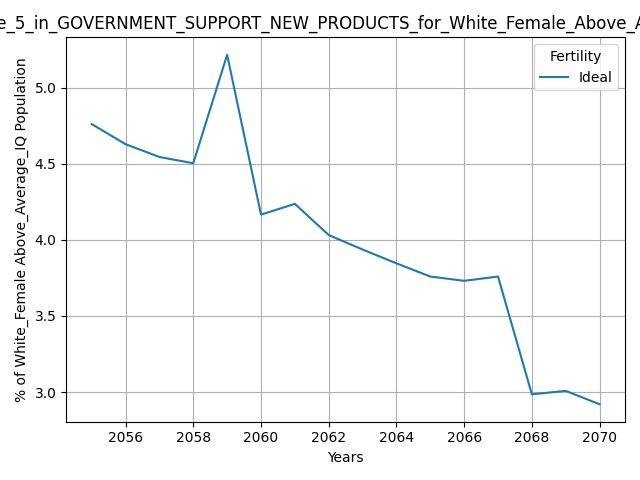 e_5_in_GOVERNMENT_SUPPORT_NEW_PRODUCTS_for_White_Female_Above_A
Fertility
Ideal
% of White_Female Above_Average_IQ Population
5.0
4.5
4.0
3.5
3.0
2056 2058 2060 2062 2064 2066 2068 2070
Years